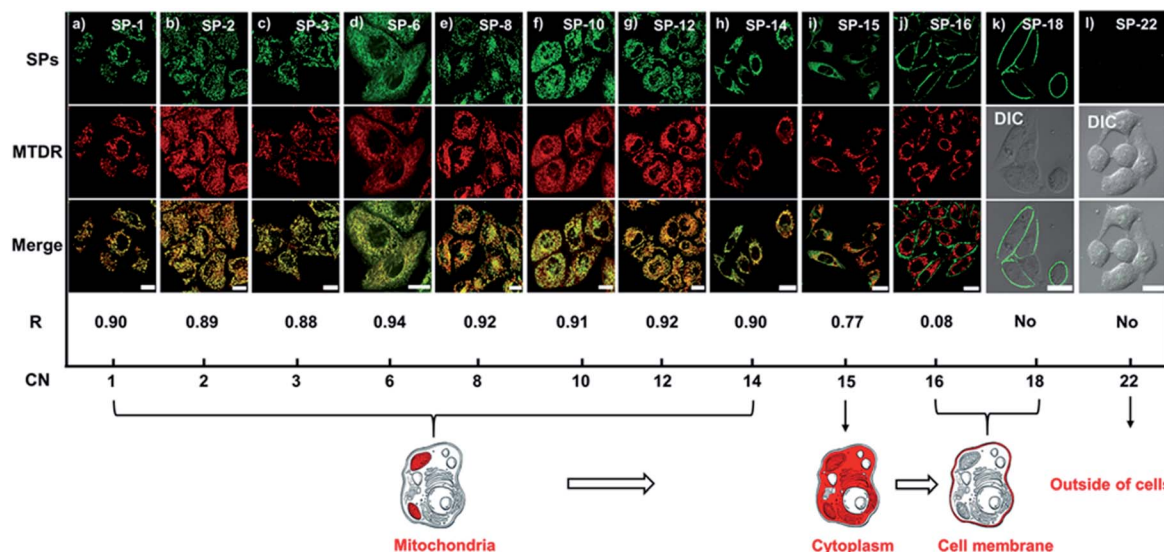 a) SP-1 b) SP-2 c) SP-3 d) SP-6 e) SP-8 f) SP-10 g) SP-12 h) SP-14 i) SP-15 j) SP-16 k) SP-18 l) SP-22
SPs
DIC DIC
MTDR
Merge
R 0.90 0.89 0.88 0.94 0.92 0.91 0.92 0.90 0.77 0.08 No No
CN 1 2 3 6 8 10 12 14 15 16 18 22
Outside of cells
Mitochondria Cytoplasm Cell membrane